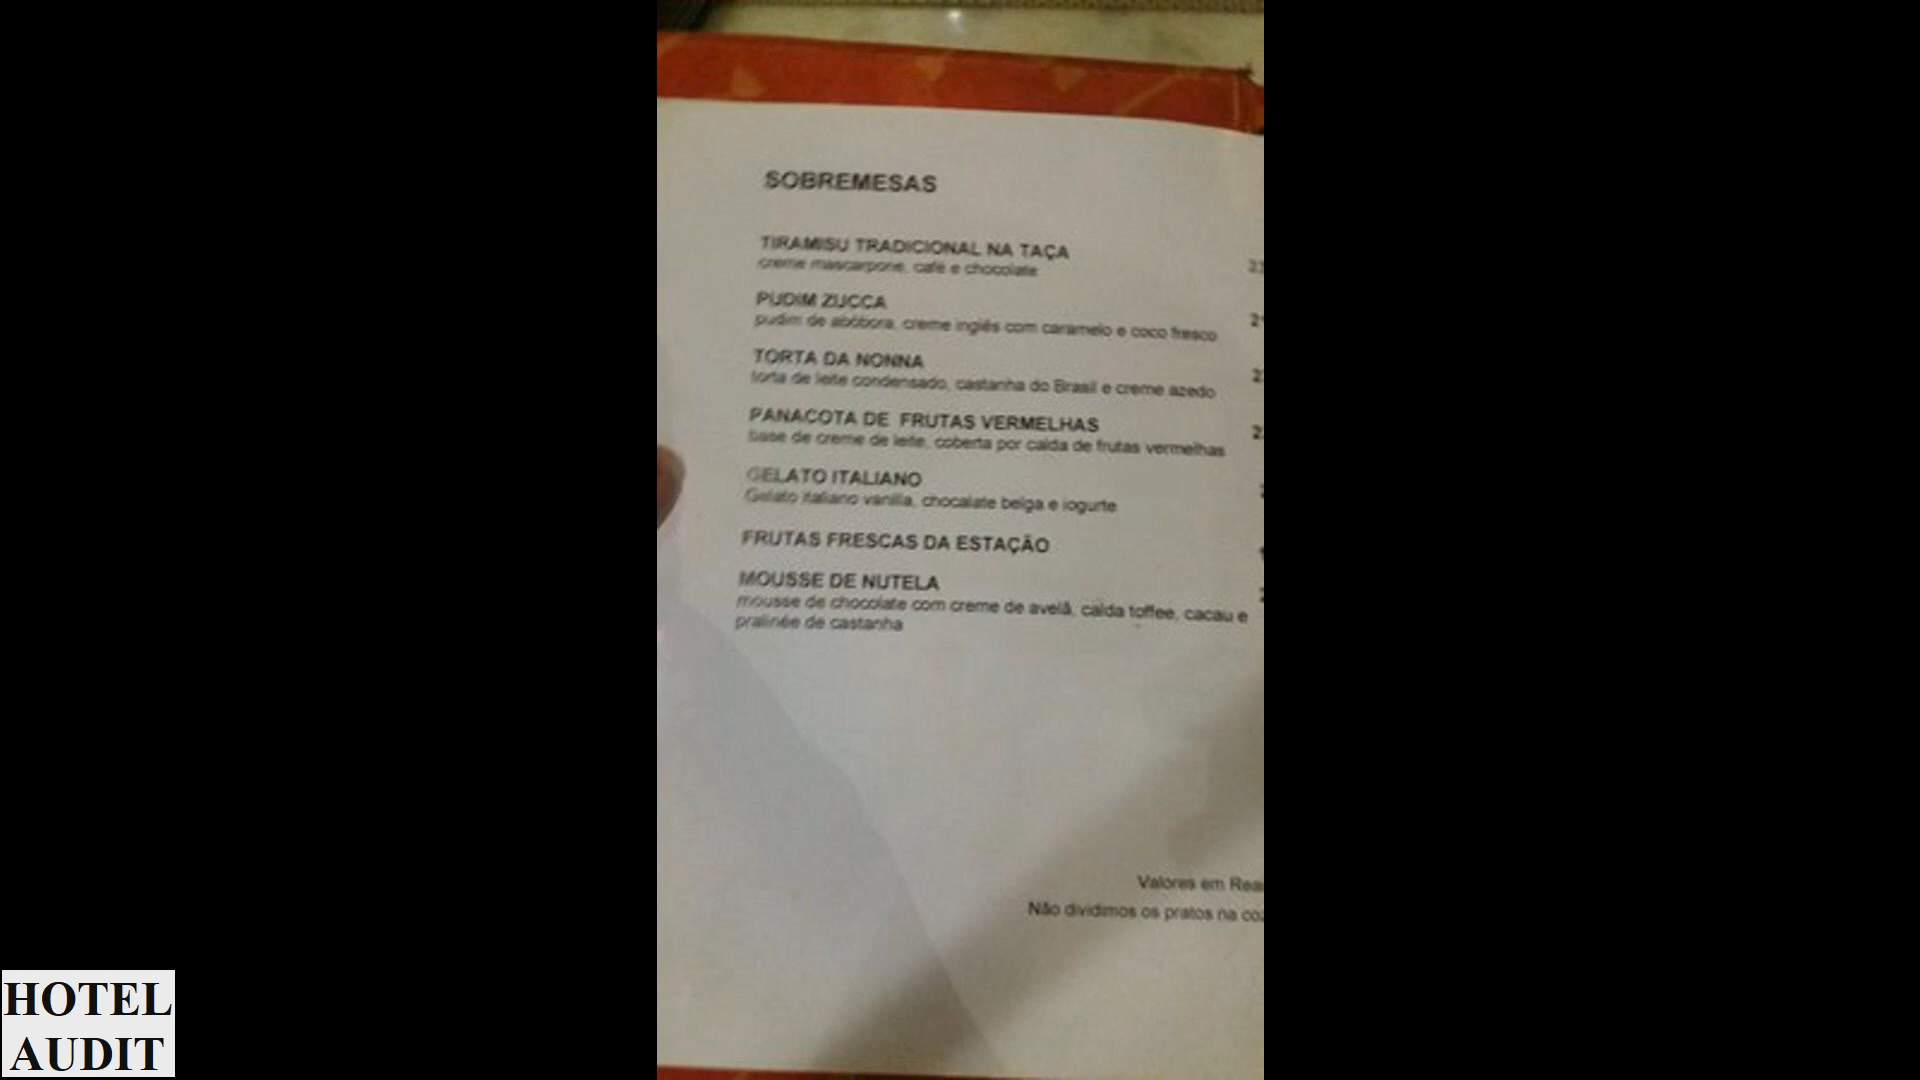 SOBREMESAS
TIRAMISU TRADICIONAL NA TAÇA
creme mascarpone, café e chocolate
PUDIM ZUCCA
pudim de abóbora, creme inglês com caramelo e coco fresco
TORTA DA NONNA
torta de leite condensado, castanha do Brasil e creme azedo
PANACOTA DE FRUTAS VERMELHAS
base de creme de leite, coberta por calda de frutas vermelhas
GELATO ITALIANO
Gelato italiano vanilla, chocalate belga e iogurte
FRUTAS FRESCAS DA ESTAÇÃO
MOUSSE DE NUTELA
mousse de chocolate com creme de avelã, calda toffee, cacau e
pralinée de castanha
Valores em
Não dividimos os pratos na
HOTEL
AUDIT